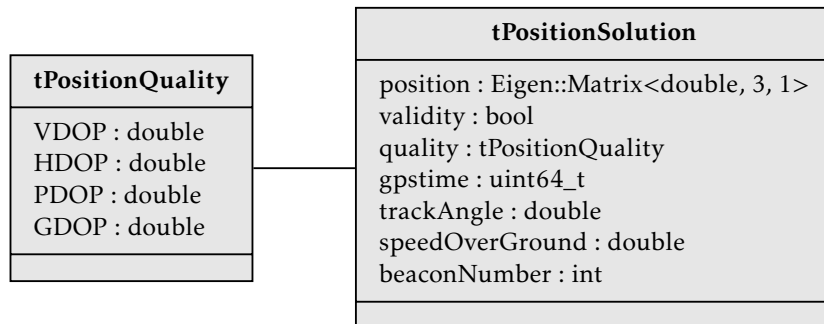 tPositionQuality
VDOP : double
HDOP : double
PDOP : double
GDOP : double
tPositionSolution
position : Eigen::Matrix<double, 3, 1>
validity : bool
quality : tPositionQuality
gpstime : uint64_t
trackAngle : double
speedOverGround : double
beaconNumber : int